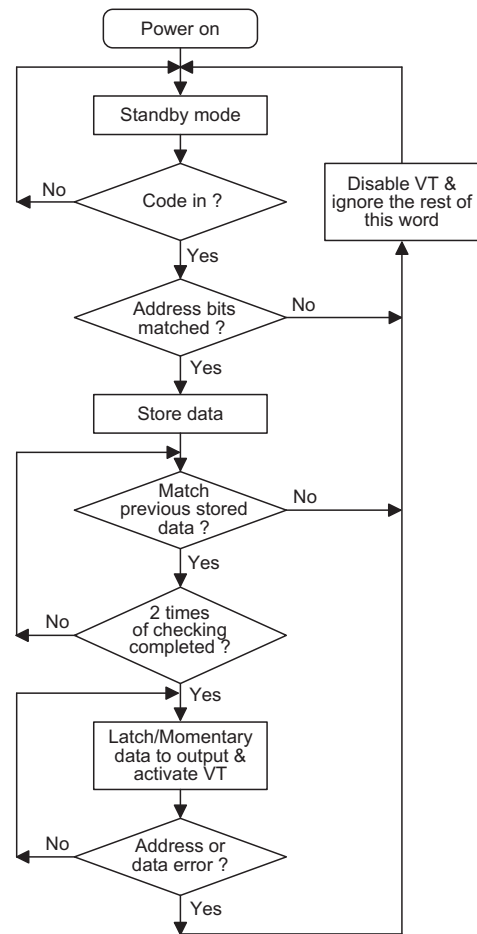 Power on
Standby mode
No
Code in ?
Disable VT &
ignore the rest of
this word
Yes
Address bits
matched ?
No
Yes
Store data
Match
previous stored
data ?
No
Yes
No
2 times
of checking
completed ?
Yes
Latch/Momentary
data to output &
activate VT
No
Address or
data error ?
Yes